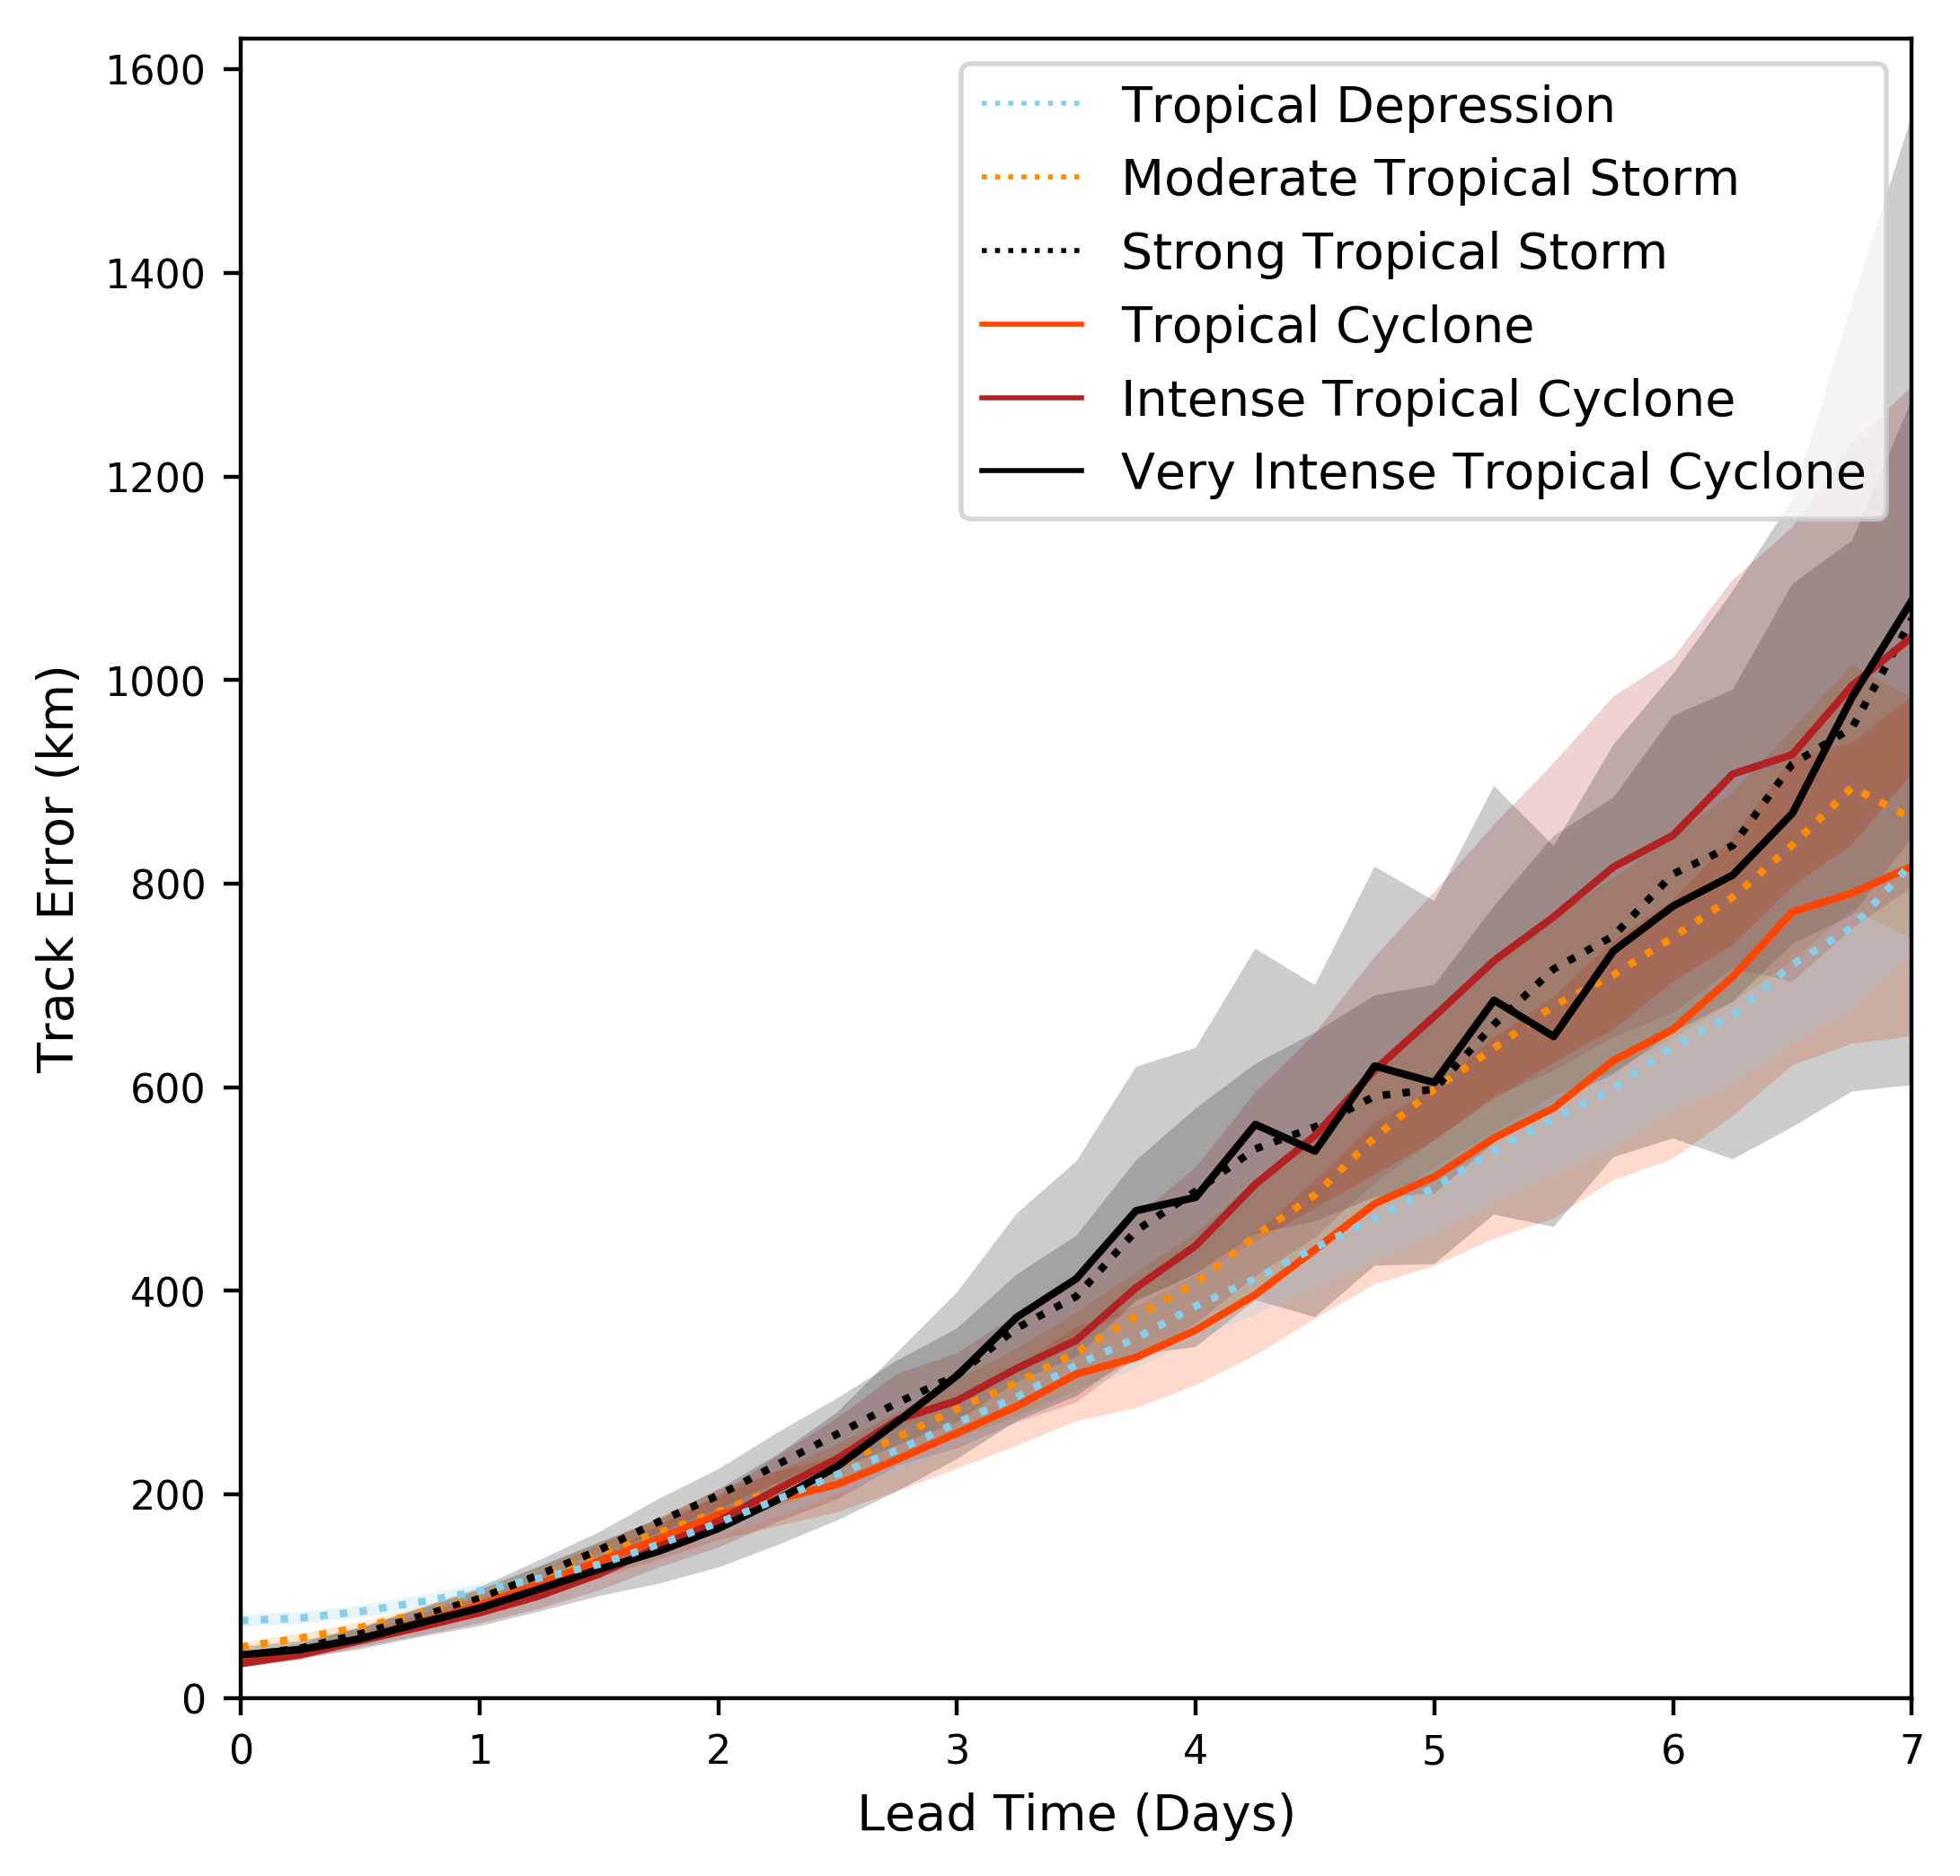 1600
1400
1200
1000
800
600
400
200
0
Track Error (km)
Tropical Depression
Moderate Tropical Storm
Strong Tropical Storm
Tropical Cyclone
Intense Tropical Cyclone
Very Intense Tropical Cyclone
0 1 2 3 4 5 6 7
Lead Time (Days)